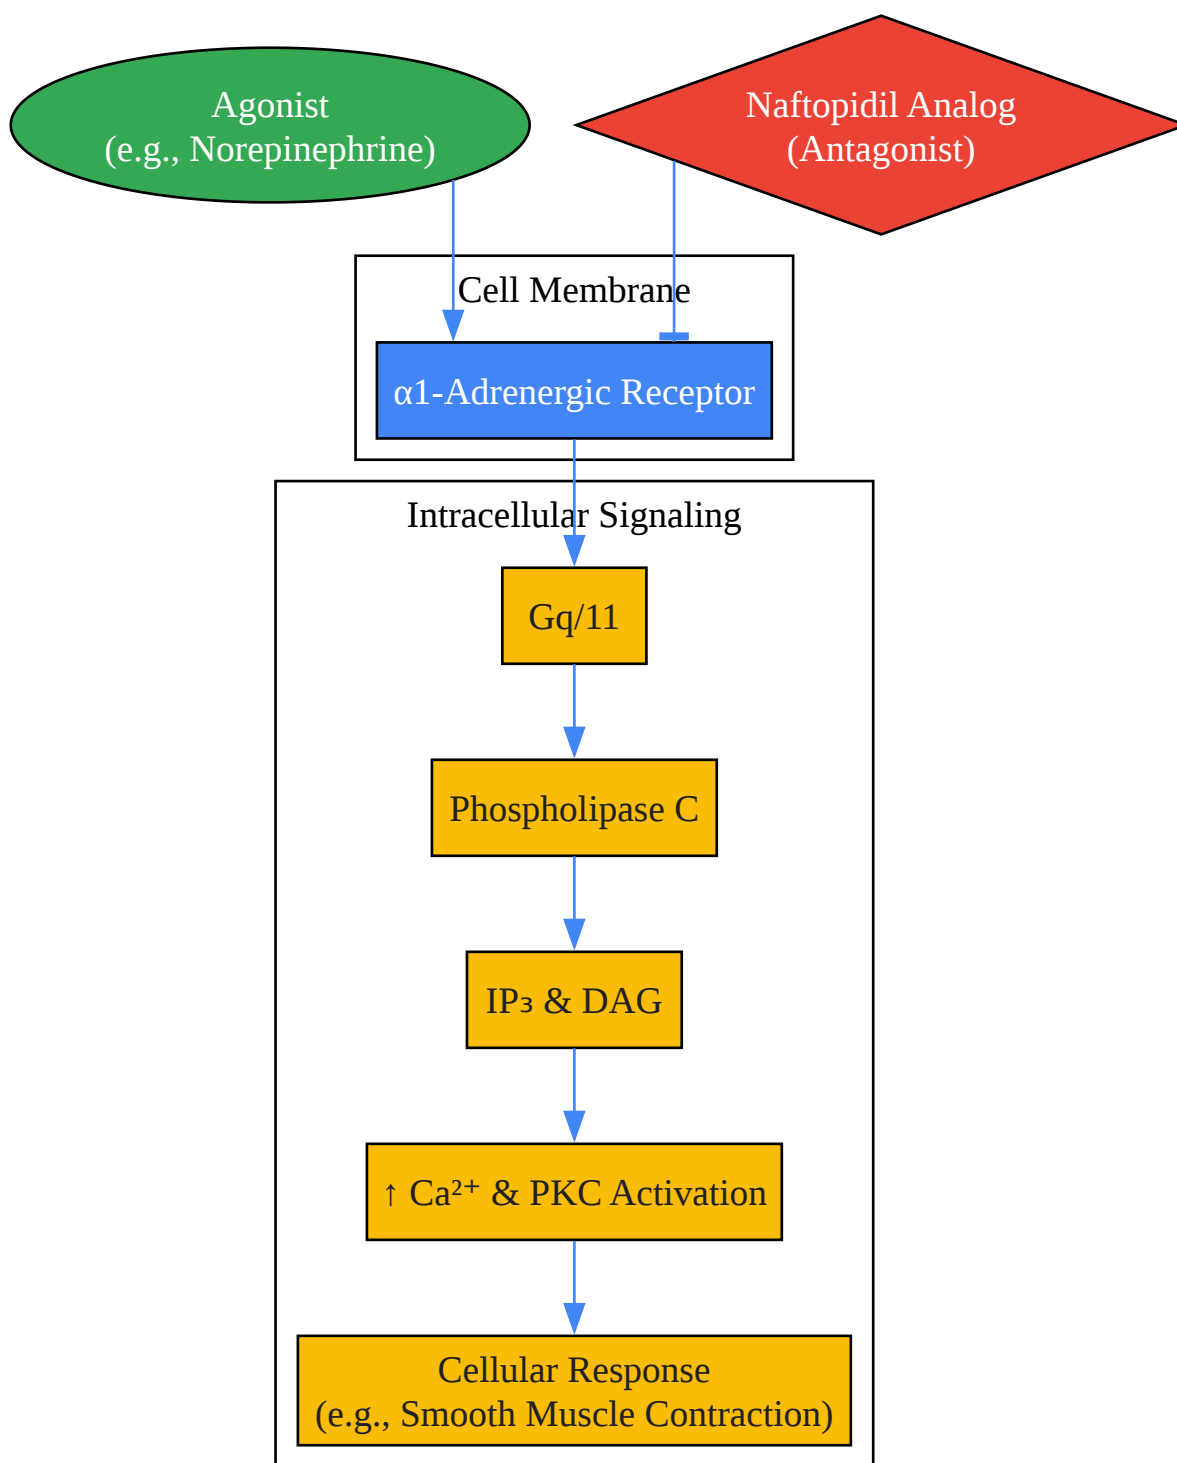 Agonist
(e.g., Norepinephrine)
Naftopidil Analog
(Antagonist)
Cell Membrane
α1-Adrenergic Receptor
Intracellular Signaling
Gq/11
Phospholipase C
IP₃ & DAG
↑ Ca²⁺ & PKC Activation
Cellular Response
(e.g., Smooth Muscle Contraction)